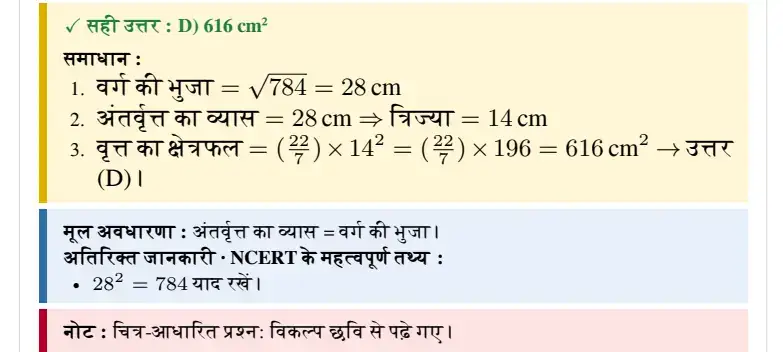 ✓ सही उत्तर : D) 616 cm²
समाधान :
1. वर्ग की भुजा = √784 = 28 cm
2. अंतर्वृत्त का व्यास = 28 cm ⇒ त्रिज्या = 14 cm
3. वृत्त का क्षेत्रफल = (22/7) × 14² = (22/7) × 196 = 616 cm² → उत्तर
(D)।
मूल अवधारणा : अंतर्वृत्त का व्यास = वर्ग की भुजा।
अतिरिक्त जानकारी · NCERT के महत्वपूर्ण तथ्य :
• 28² = 784 याद रखें।
नोट : चित्र-आधारित प्रश्न: विकल्प छवि से पढ़े गए।